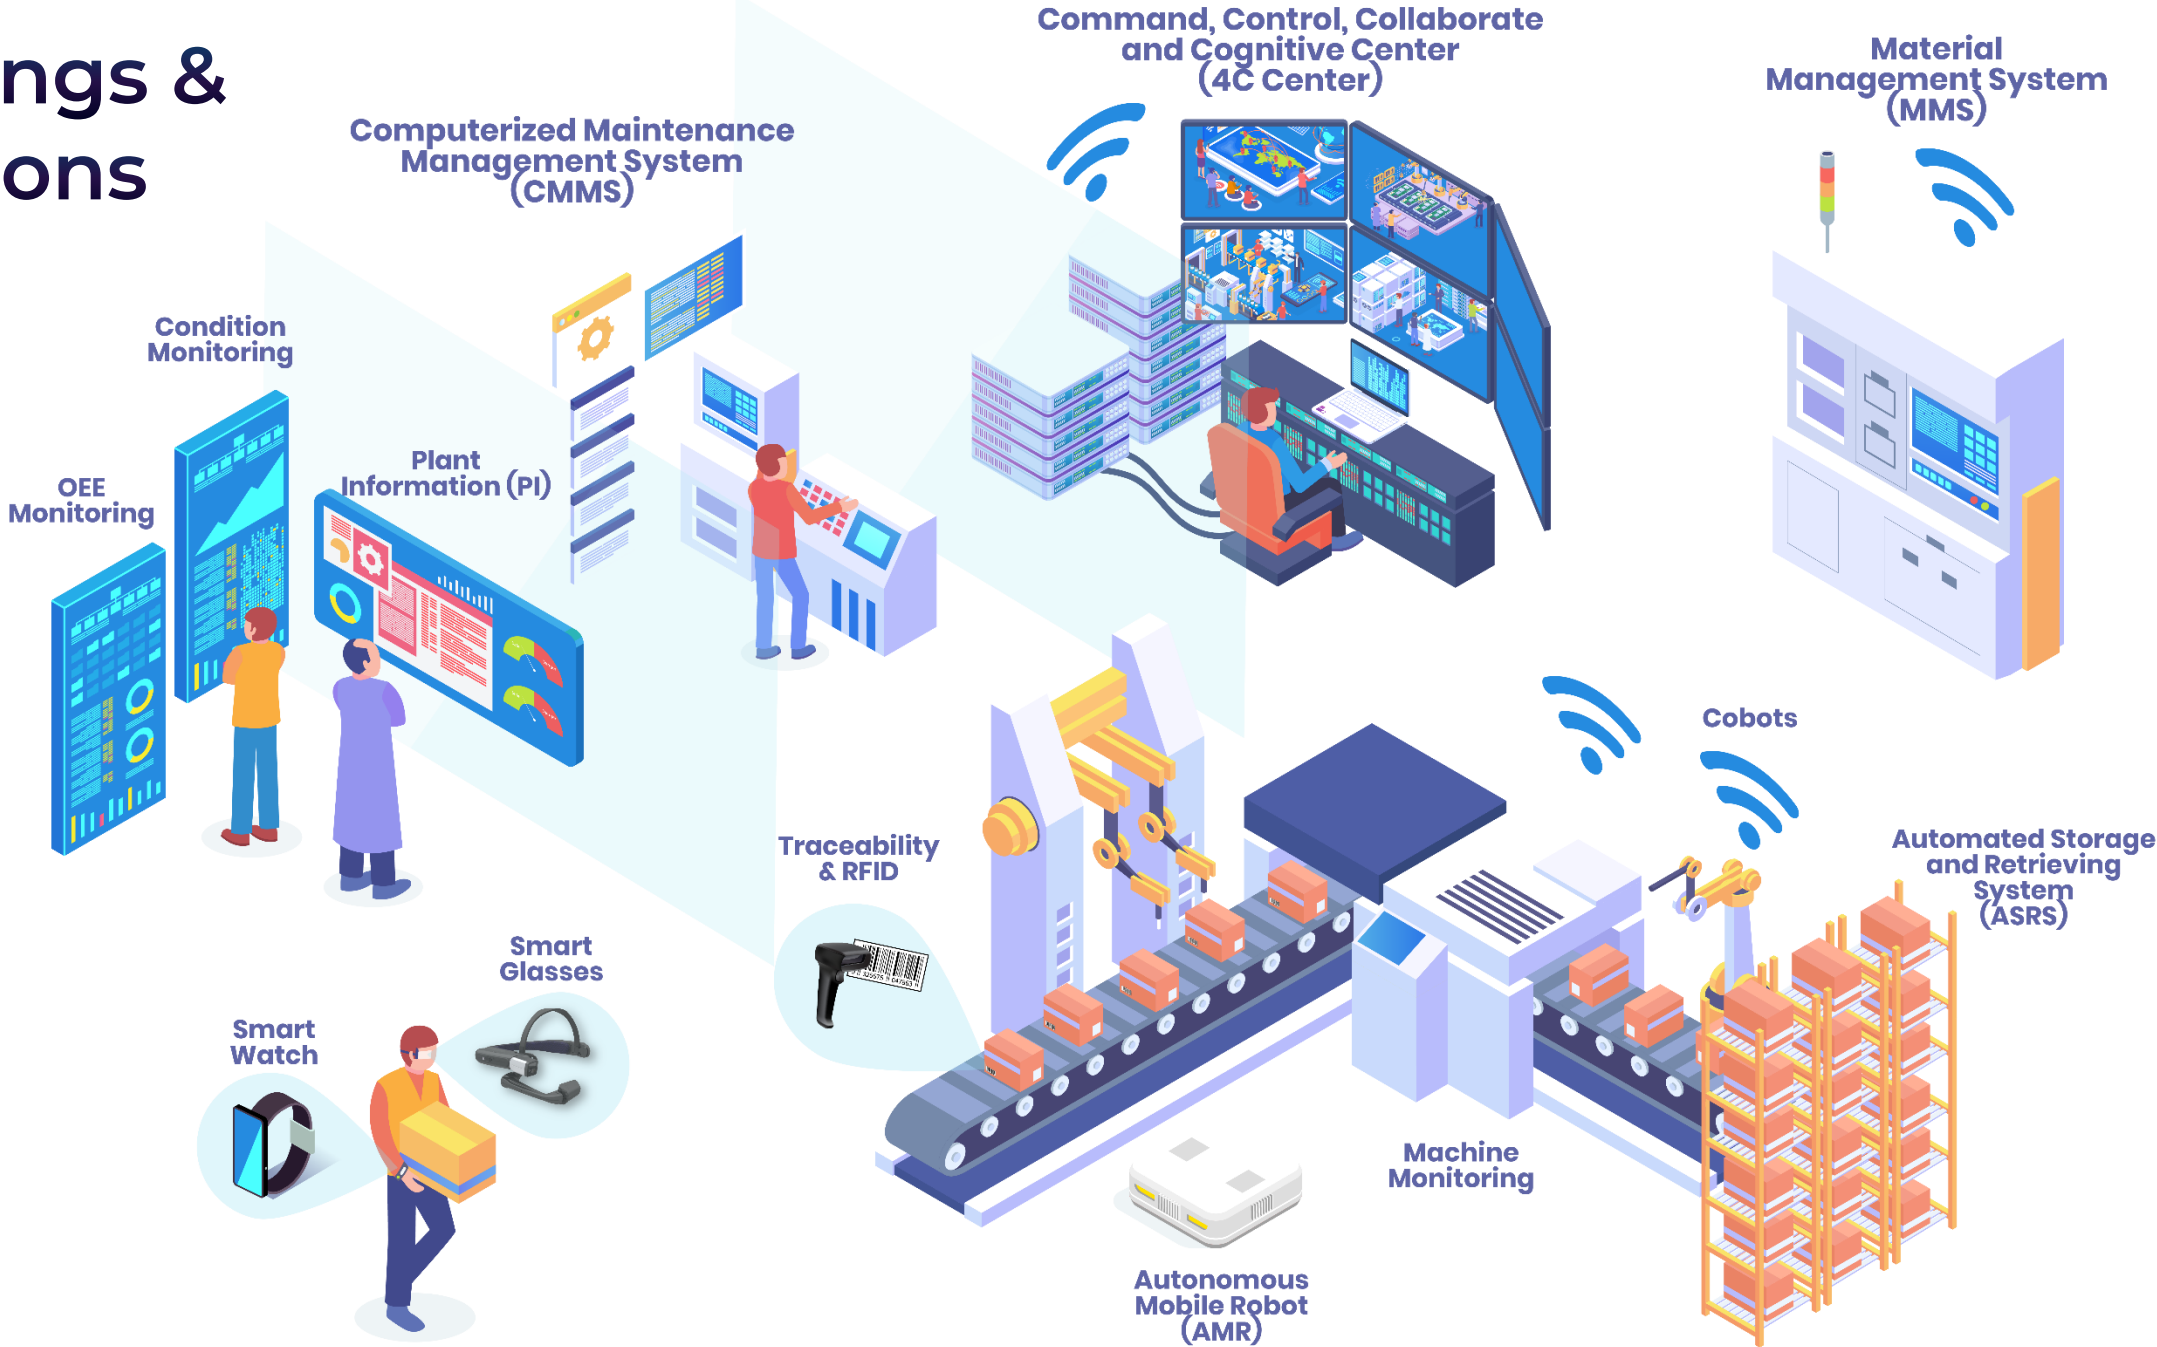 ngs &
ons
Command, Control, Collaborate
and Cognitive Center
(4C Center)
Material
Management System
(MMS)
Computerized Maintenance
Management System
(CMMS)
Condition
Monitoring
Plant
Information (PI)
OEE
Monitoring
Cobots
Traceability
& RFID
Automated Storage
and Retrieving
System
(ASRS)
Smart
Glasses
Smart
Watch
Machine
Monitoring
Autonomous
Mobile Robot
(AMR)